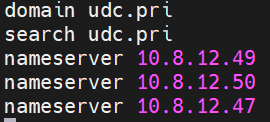 domain udc.pri
search udc.pri
nameserver 10.8.12.49
nameserver 10.8.12.50
nameserver 10.8.12.47